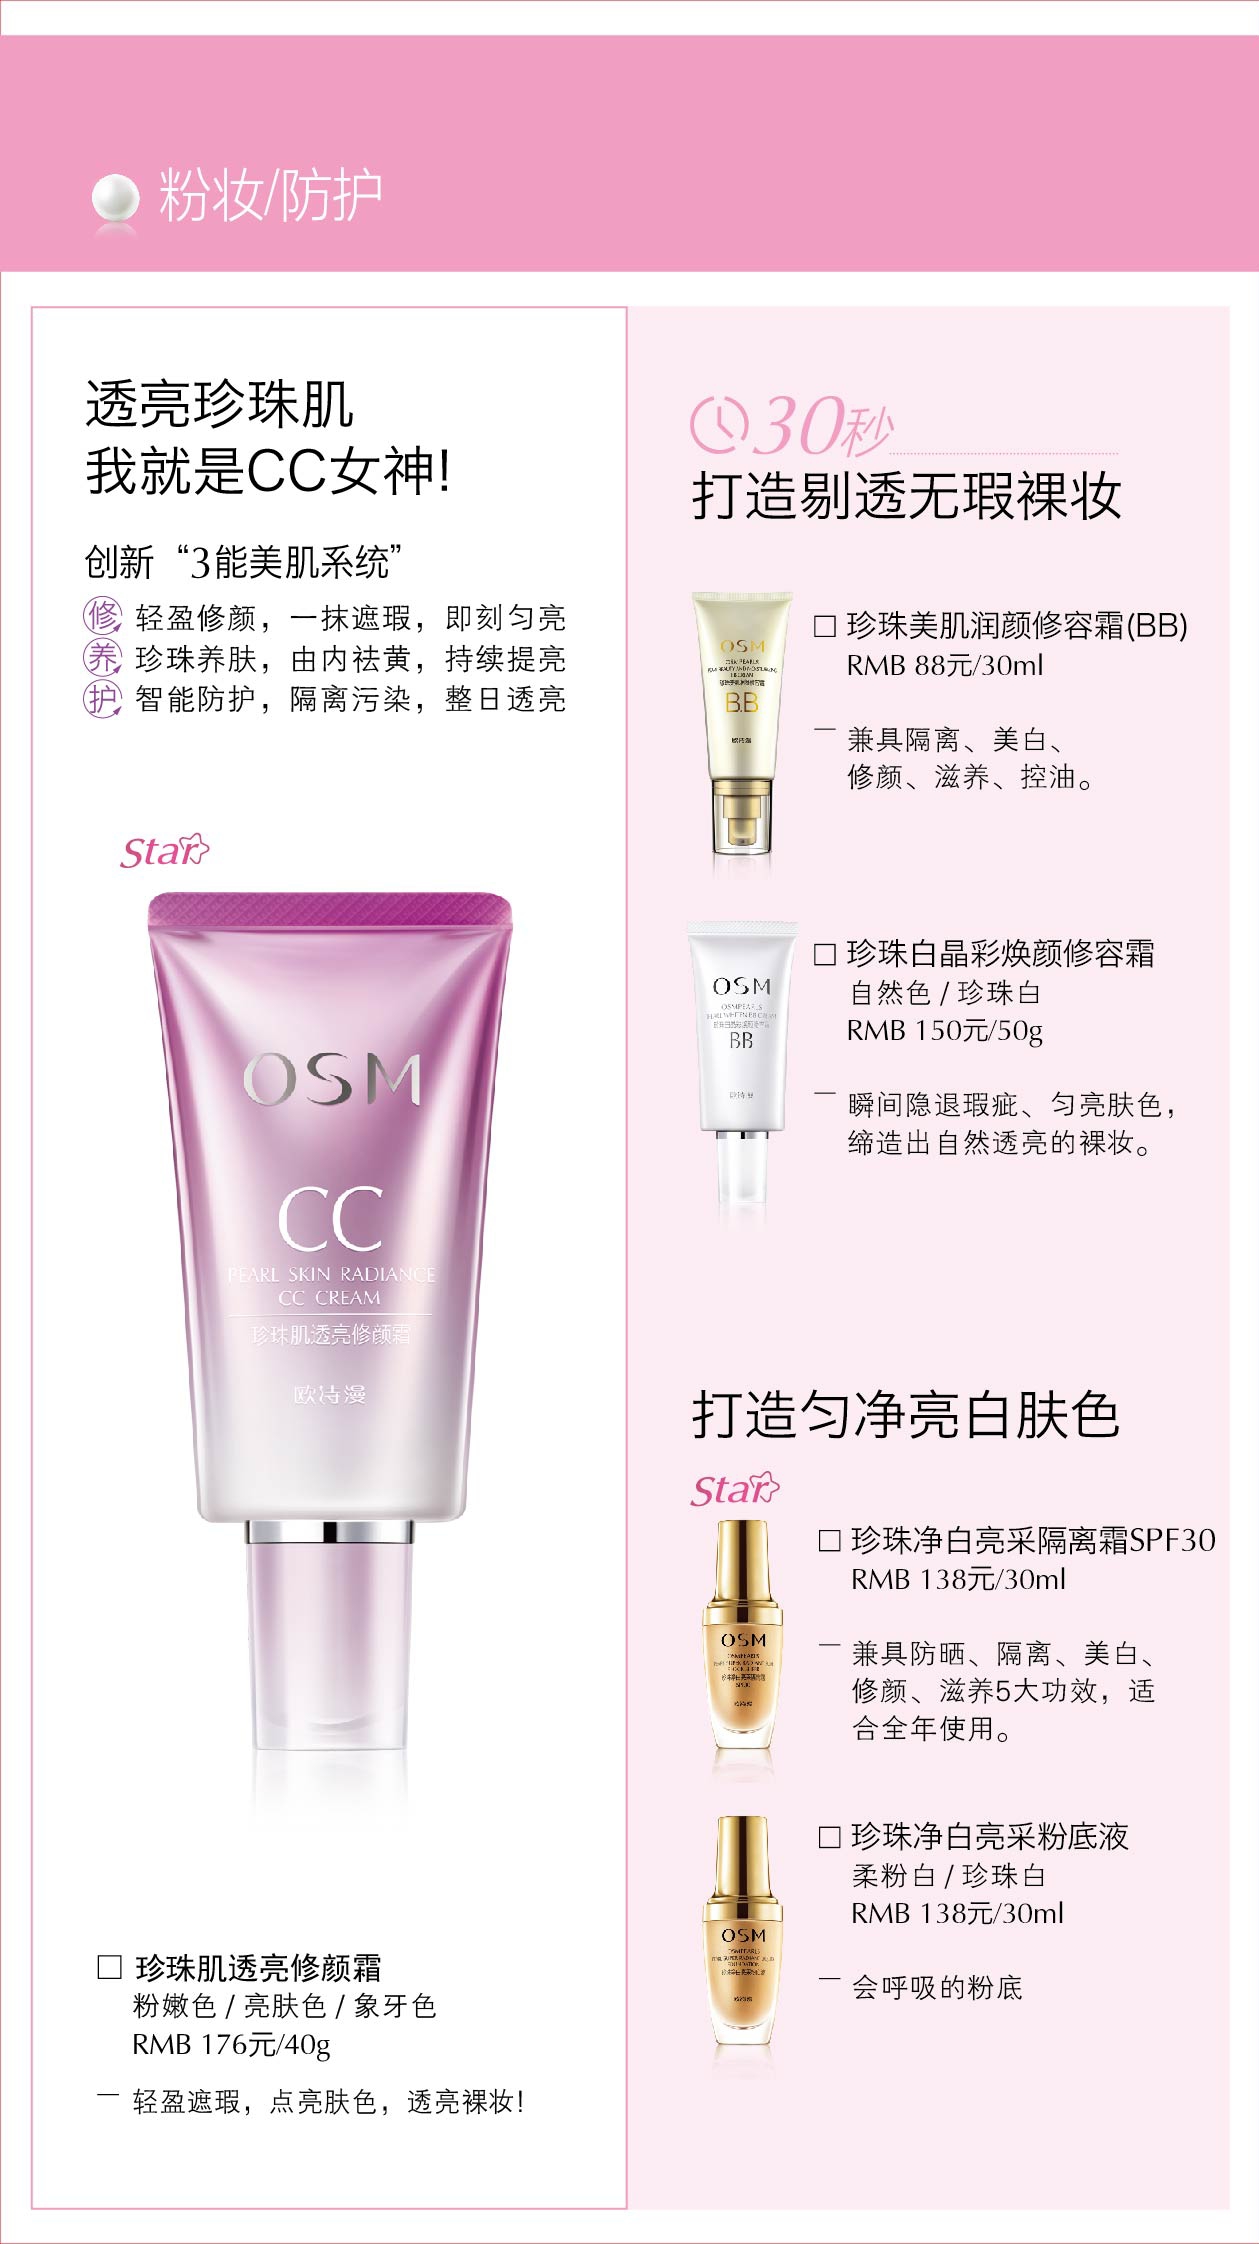 粉妆/防护
透亮珍珠肌
我就是CC女神!
创新“3能美肌系统”
修 轻盈修颜，一抹遮瑕，即刻匀亮
养 珍珠养肤，由内祛黄，持续提亮
护 智能防护，隔离污染，整日透亮
Star
OSM
CC
PEARL SKIN RADIANCE
CC CREAM
珍珠肌透亮修颜霜
欧诗漫
□ 珍珠肌透亮修颜霜
粉嫩色 / 亮肤色 / 象牙色
RMB 176元/40g
— 轻盈遮瑕，点亮肤色，透亮裸妆!
30秒
打造剔透无瑕裸妆
OSM
BB
欧诗漫
□ 珍珠美肌润颜修容霜(BB)
RMB 88元/30ml
— 兼具隔离、美白、
修颜、滋养、控油。
OSM
BB
欧诗漫
□ 珍珠白晶彩焕颜修容霜
自然色 / 珍珠白
RMB 150元/50g
— 瞬间隐退瑕疵、匀亮肤色，
缔造出自然透亮的裸妆。
打造匀净亮白肤色
Star
OSM
□ 珍珠净白亮采隔离霜SPF30
RMB 138元/30ml
— 兼具防晒、隔离、美白、
修颜、滋养5大功效，适
合全年使用。
OSM
□ 珍珠净白亮采粉底液
柔粉白 / 珍珠白
RMB 138元/30ml
— 会呼吸的粉底